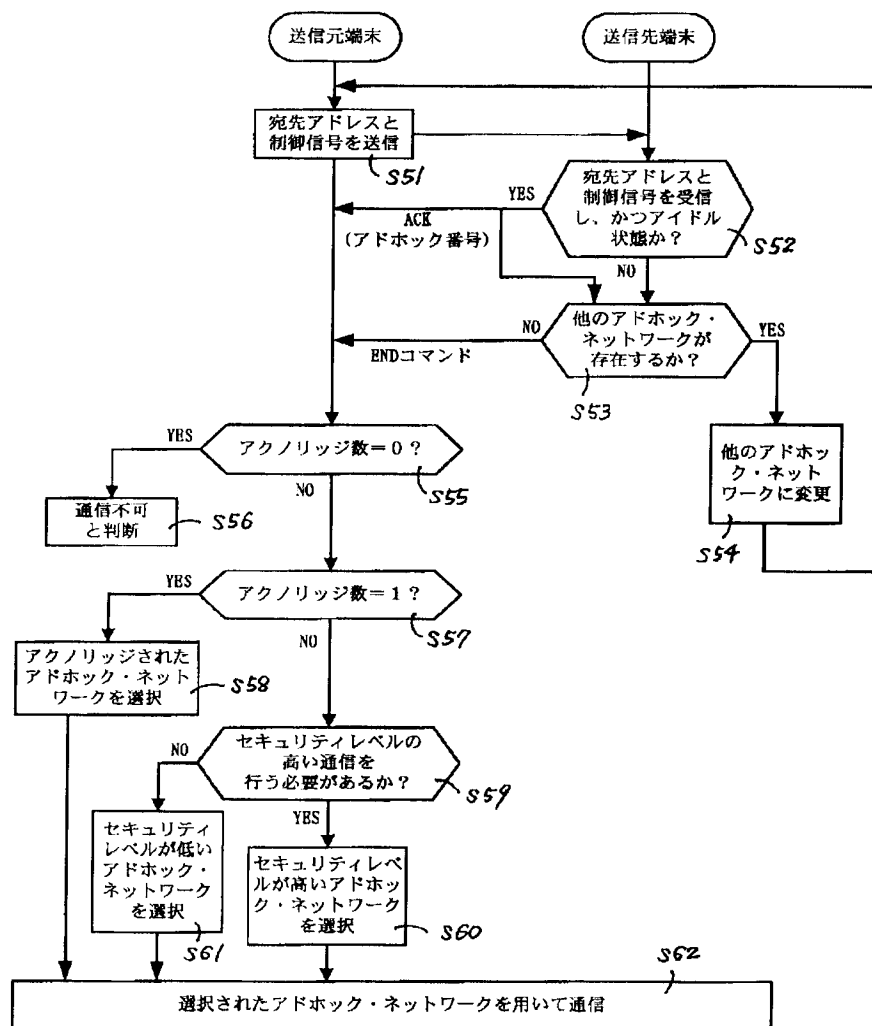 送信元端末
送信先端末
宛先アドレスと
制御信号を送信
S51
宛先アドレスと
制御信号を受信
し、かつアイドル
状態か？
S52
YES
ACK
（アドホック番号）
NO
他のアドホック・
ネットワークが
存在するか？
S53
NO
ENDコマンド
YES
他のアドホッ
ク・ネット
ワークに変更
S54
アクノリッジ数＝０？
S55
YES
NO
通信不可
と判断
S56
アクノリッジ数＝１？
S57
YES
NO
アクノリッジされた
アドホック・ネット
ワークを選択
S58
セキュリティレベルの
高い通信を
行う必要があるか？
S59
NO
YES
セキュリティ
レベルが低い
アドホック・
ネットワーク
を選択
S61
セキュリティレベ
ルが高いアドホッ
ク・ネットワーク
を選択
S60
S62
選択されたアドホック・ネットワークを用いて通信